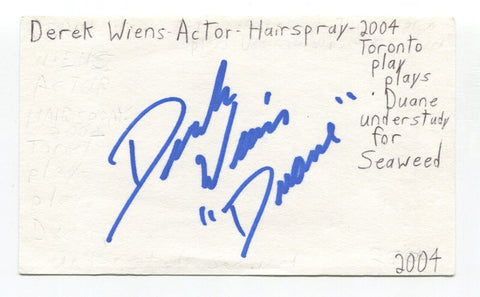 Derek Wiens-Actor-Hairspray-2004
Toronto
play
plays
Duane
understudy
for
Seaweed
Derek
Wiens
"Duane"
2004